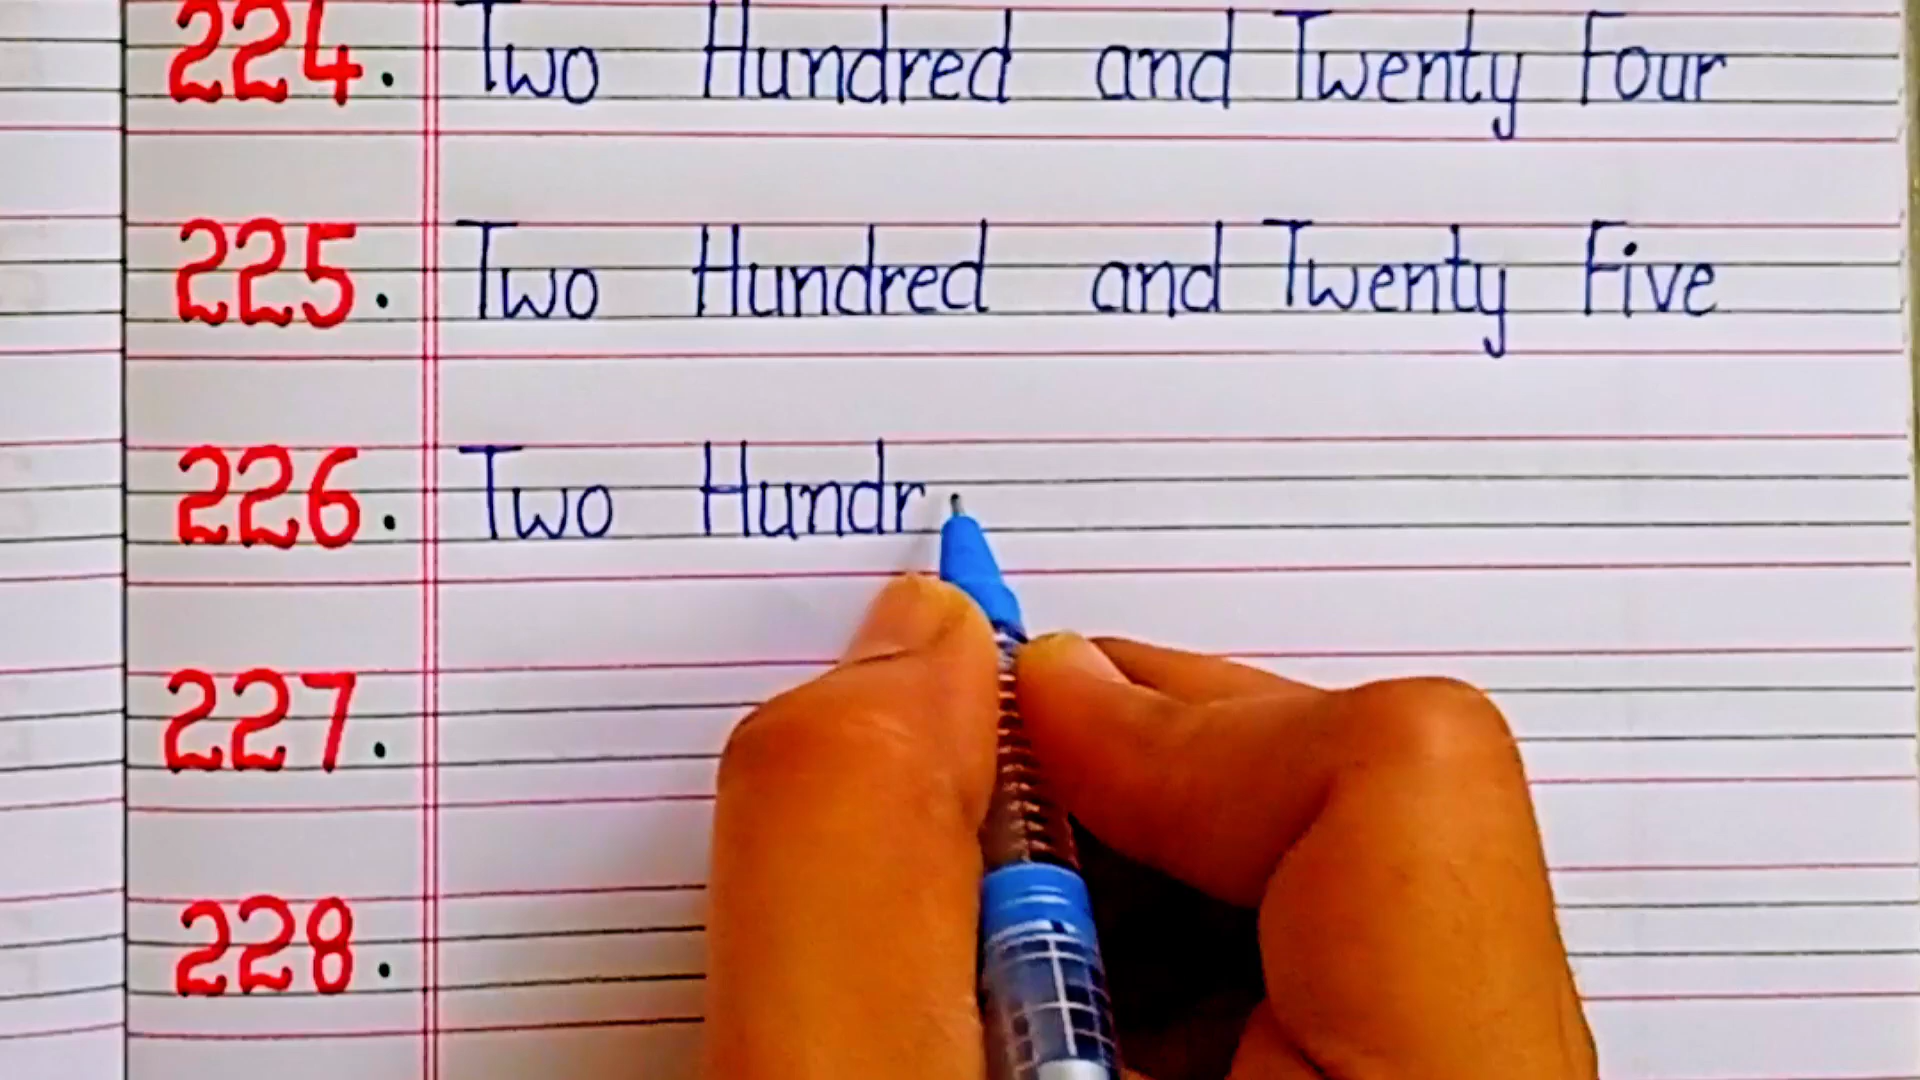 224. Two Hundred and Twenty Four
225. Two Hundred and Twenty Five
226. Two Hundr
227.
228.